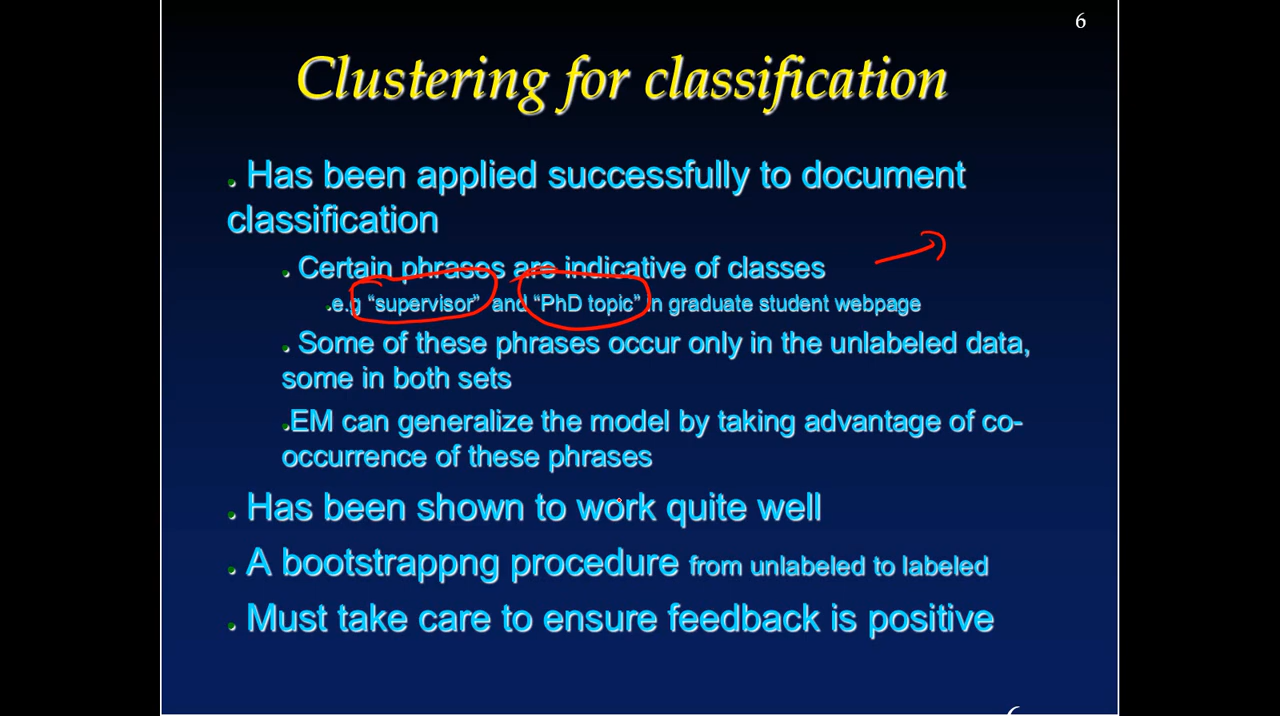 6
Clustering for classification
• Has been applied successfully to document
classification
• Certain phrases are indicative of classes
•e.g “supervisor” and “PhD topic” in graduate student webpage
• Some of these phrases occur only in the unlabeled data,
some in both sets
•EM can generalize the model by taking advantage of co-
occurrence of these phrases
• Has been shown to work quite well
• A bootstrappng procedure from unlabeled to labeled
• Must take care to ensure feedback is positive